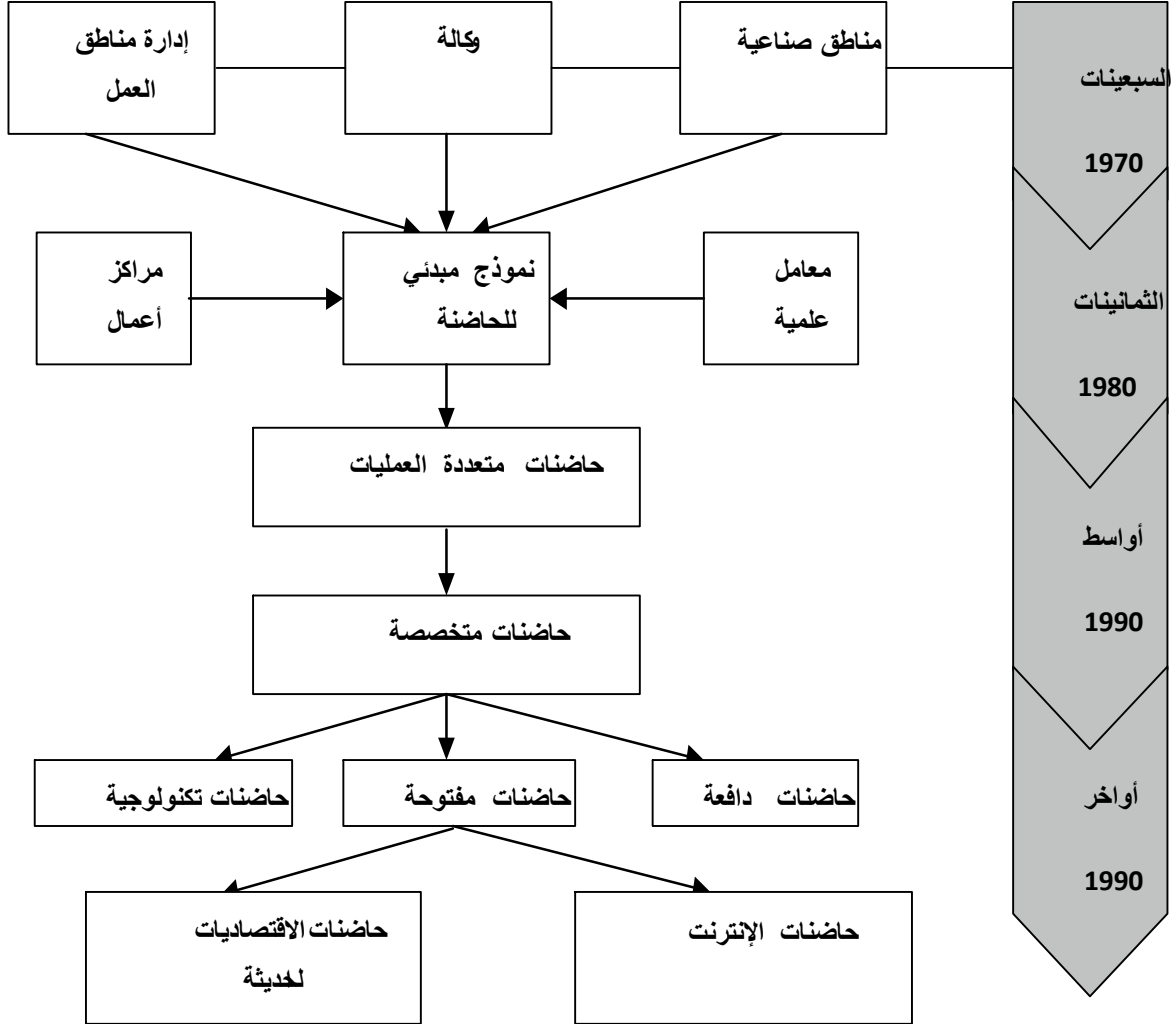 مناطق صناعية
وكالة
إدارة مناطق
العمل
السبعينات
1970
معامل
علمية
نموذج مبدئي
للحاضنة
مراكز
أعمال
الثمانينات
1980
حاضنات متعددة العمليات
أواسط
1990
حاضنات متخصصة
حاضنات دافعة
حاضنات مفتوحة
حاضنات تكنولوجية
أواخر
1990
حاضنات الإنترنت
حاضنات الاقتصاديات
لحديثة